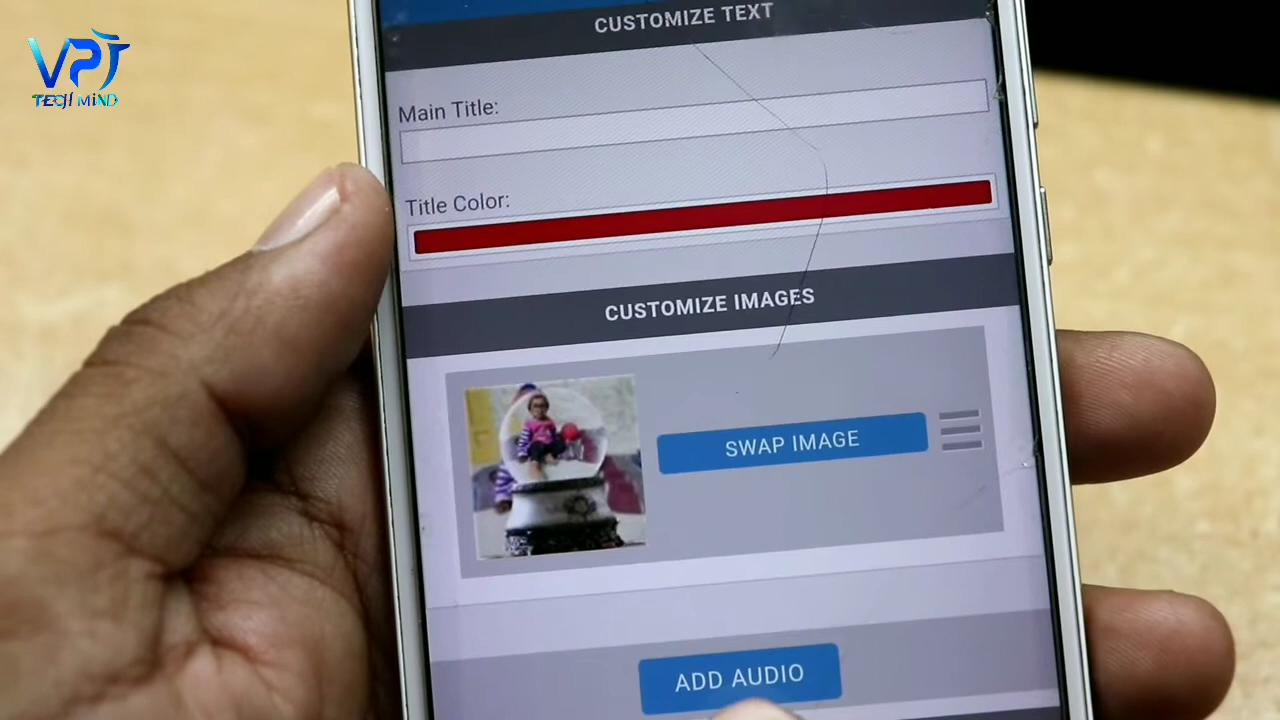 CUSTOMIZE TEXT
VPJ
TECH MIND
Main Title:
Title Color:
CUSTOMIZE IMAGES
SWAP IMAGE
ADD AUDIO